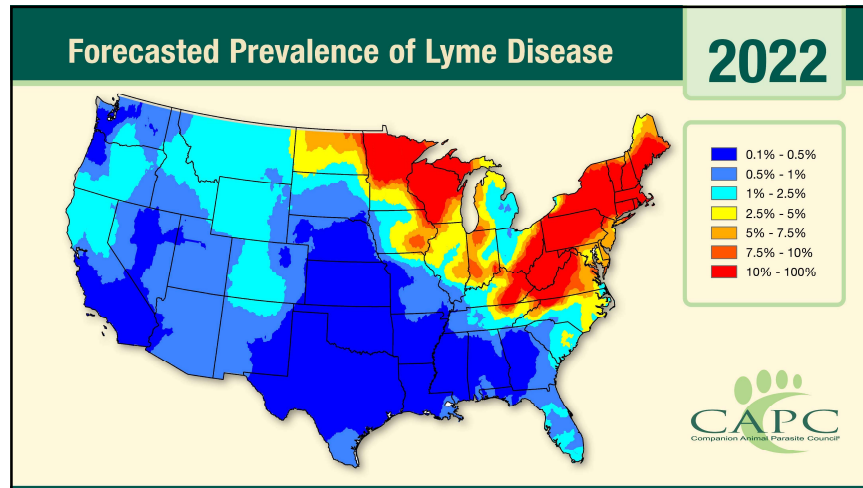 Forecasted Prevalence of Lyme Disease
2022
0.1% - 0.5%
0.5% - 1%
1% - 2.5%
2.5% - 5%
5% - 7.5%
7.5% - 10%
10% - 100%
CAPC
Companion Animal Parasite Council®